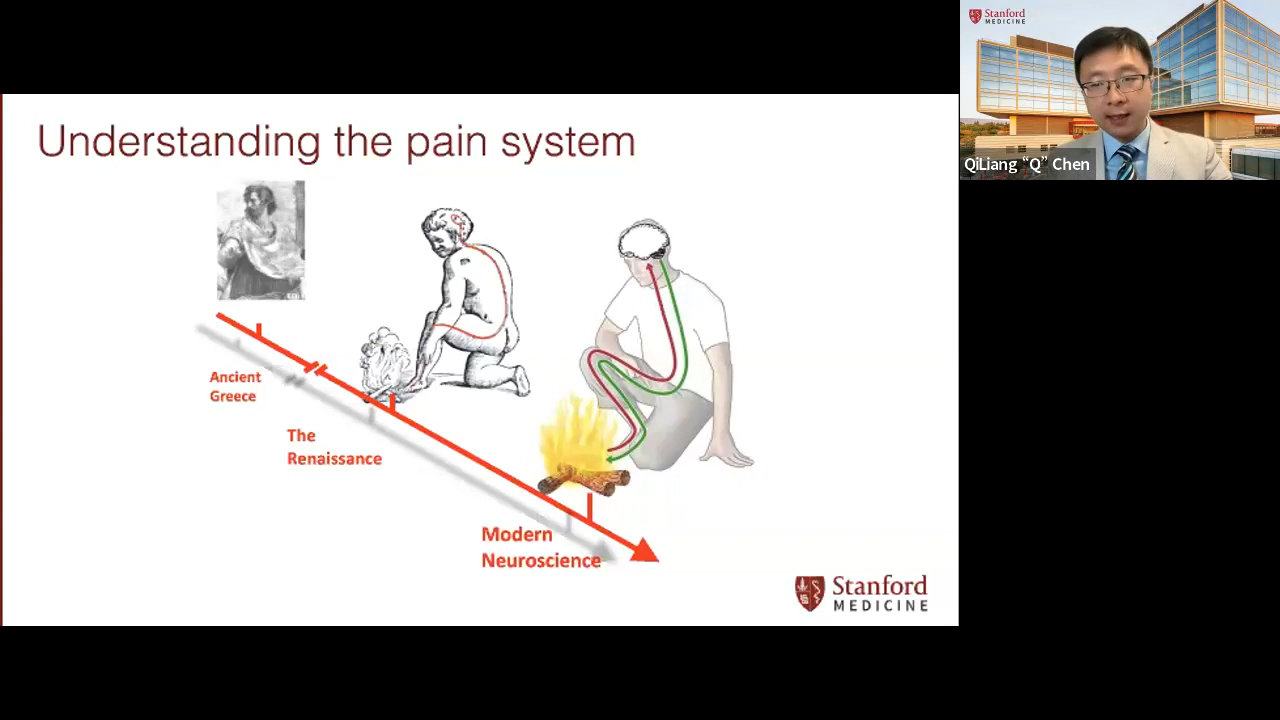 Understanding the pain system
Ancient
Greece
The
Renaissance
Modern
Neuroscience
Stanford
MEDICINE
Stanford
MEDICINE
QiLiang “Q” Chen